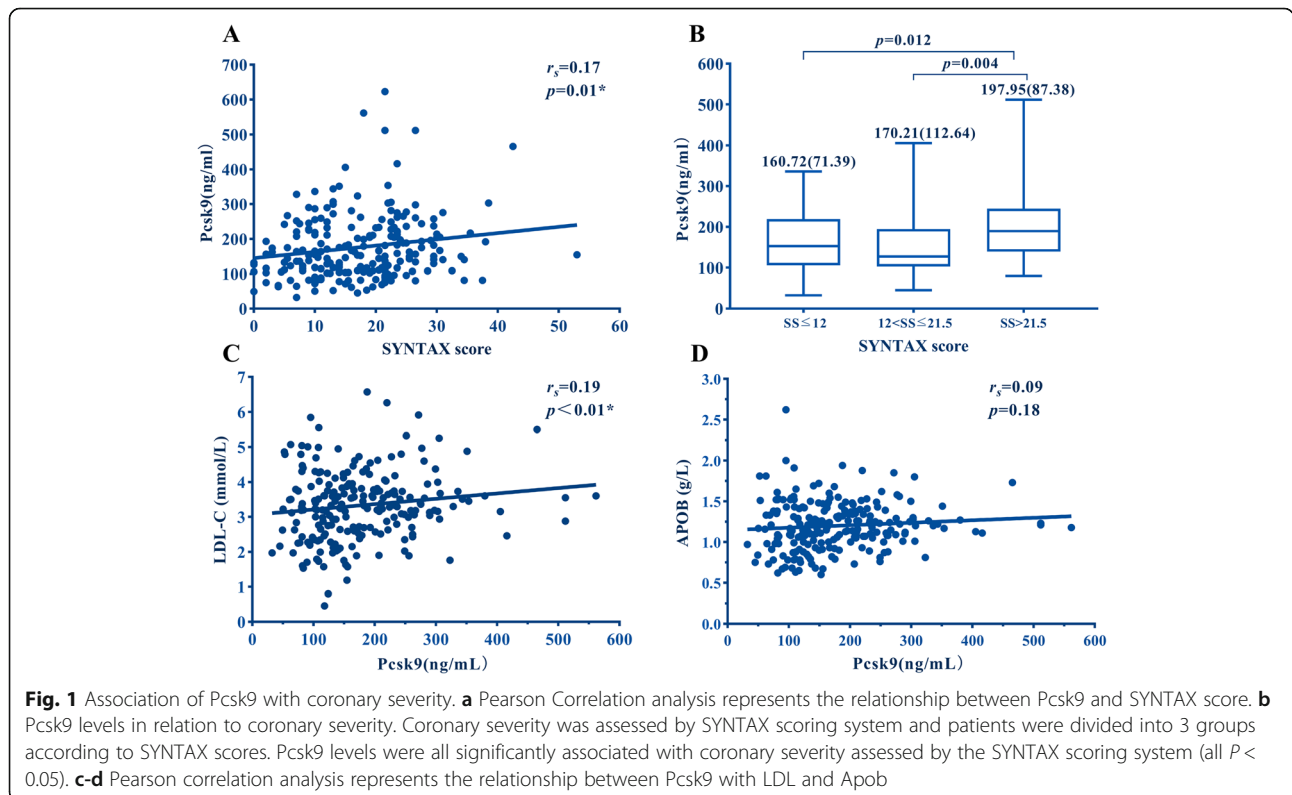 A
r_s=0.17
p=0.01*
Pcsk9(ng/ml)
700
600
500
400
300
200
100
0
0 10 20 30 40 50 60
SYNTAX score
B
p=0.012
p=0.004
197.95(87.38)
170.21(112.64)
160.72(71.39)
Pcsk9(ng/ml)
600
500
400
300
200
100
0
SS≤12 12<SS≤21.5 SS>21.5
SYNTAX score
C
r_s=0.19
p<0.01*
LDL-C (mmol/L)
7
6
5
4
3
2
1
0
0 100 200 300 400 500 600
Pcsk9(ng/mL)
D
r_s=0.09
p=0.18
APOB (g/L)
3.0
2.5
2.0
1.5
1.0
0.5
0.0
0 100 200 300 400 500 600
Pcsk9(ng/mL)
Fig. 1 Association of Pcsk9 with coronary severity. a Pearson Correlation analysis represents the relationship between Pcsk9 and SYNTAX score. b
Pcsk9 levels in relation to coronary severity. Coronary severity was assessed by SYNTAX scoring system and patients were divided into 3 groups
according to SYNTAX scores. Pcsk9 levels were all significantly associated with coronary severity assessed by the SYNTAX scoring system (all P <
0.05). c-d Pearson correlation analysis represents the relationship between Pcsk9 with LDL and Apob